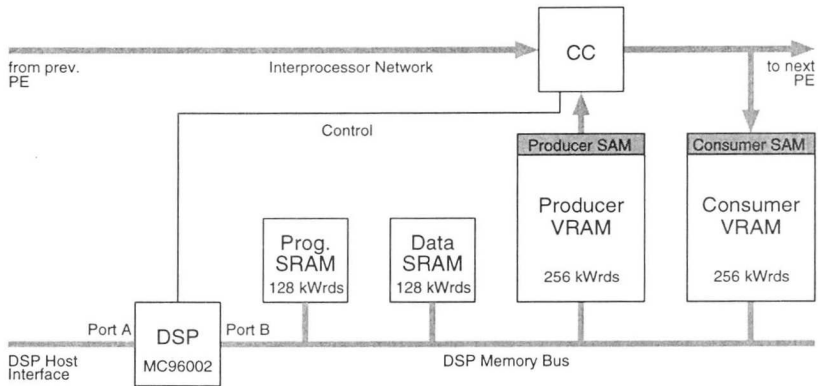 CC
from prev.
PE
Interprocessor Network
to next
PE
Control
Producer SAM
Consumer SAM
Producer
VRAM
256 kWrds
Consumer
VRAM
256 kWrds
Prog.
SRAM
128 kWrds
Data
SRAM
128 kWrds
Port A
DSP
MC96002
Port B
DSP Host
Interface
DSP Memory Bus